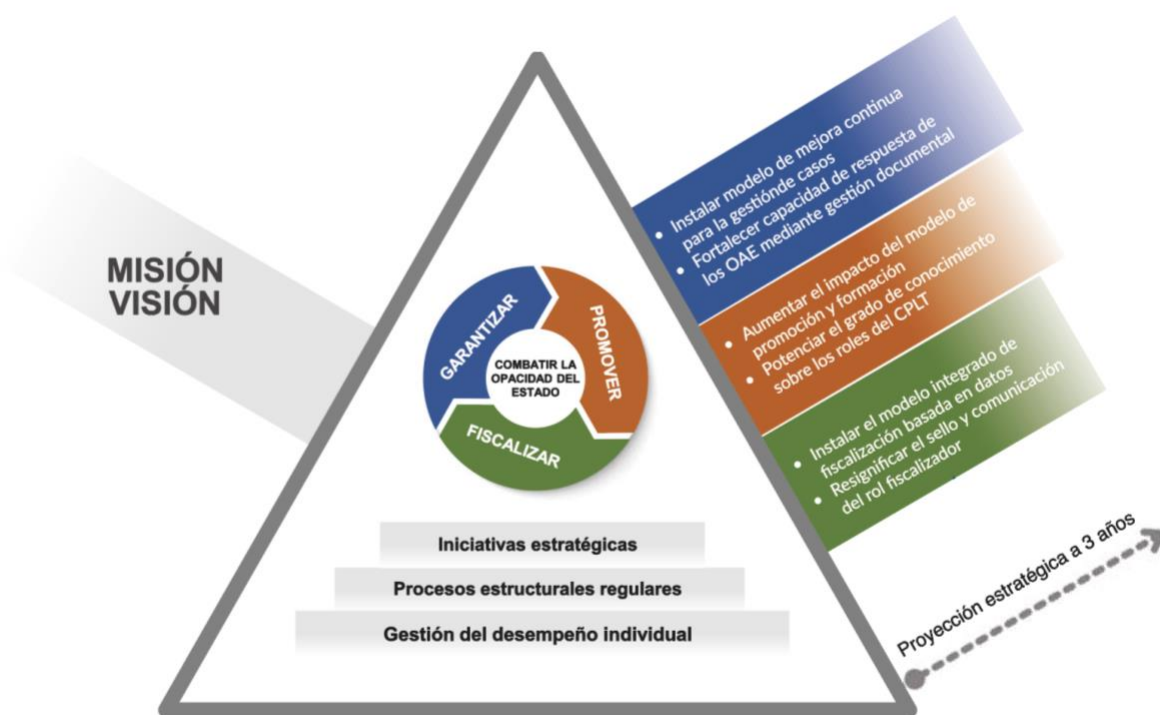 MISIÓN
VISIÓN
GARANTIZAR
PROMOVER
FISCALIZAR
COMBATIR LA
OPACIDAD DEL
ESTADO
Iniciativas estratégicas
Procesos estructurales regulares
Gestión del desempeño individual
• Instalar modelo de mejora continua
para la gestiónde casos
• Fortalecer capacidad de respuesta de
los OAE mediante gestión documental
• Aumentar el impacto del modelo de
promoción y formación
• Potenciar el grado de conocimiento
sobre los roles del CPLT
• Instalar el modelo integrado de
fiscalización basada en datos
• Resignificar el sello y comunicación
del rol fiscalizador
Proyección estratégica a 3 años